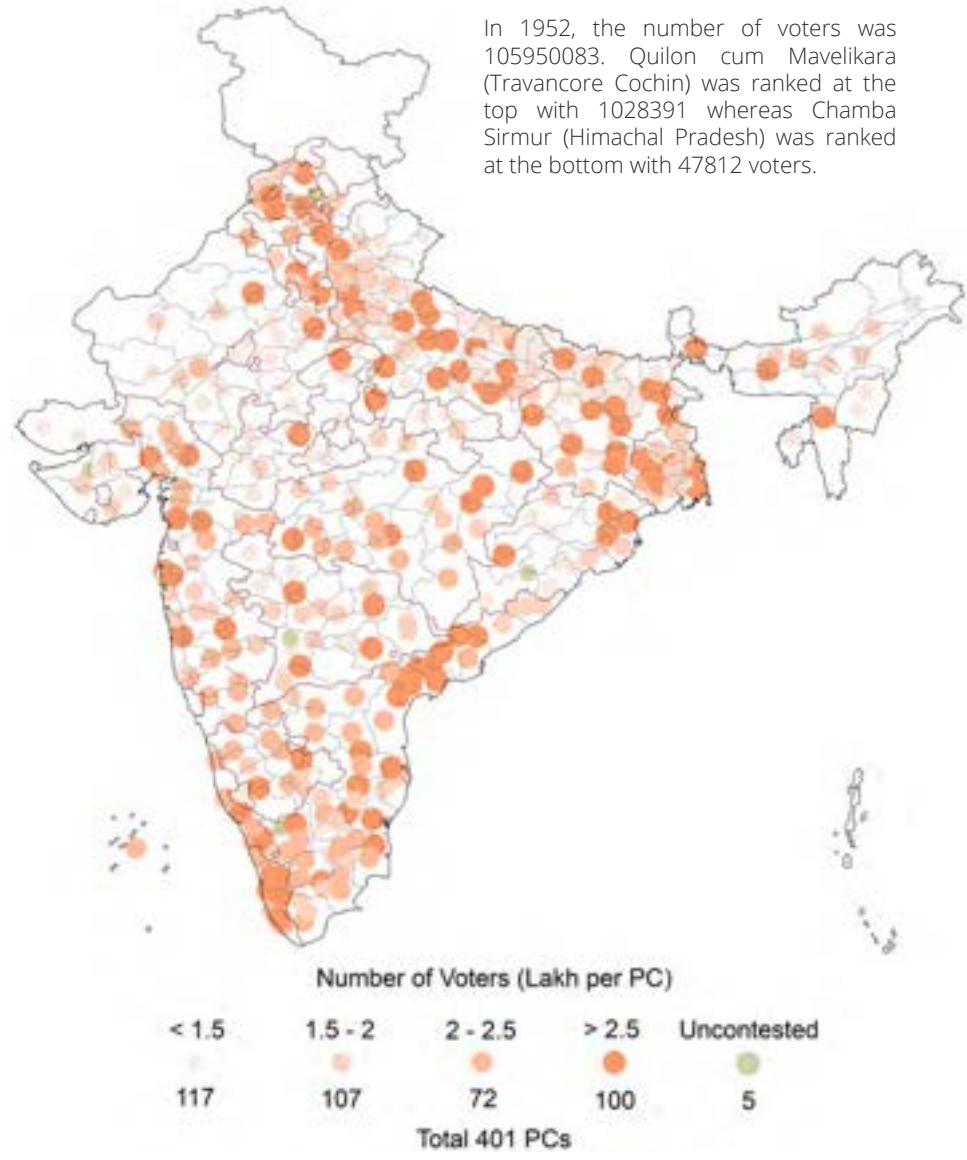 In 1952, the number of voters was
105950083. Quilon cum Mavelikara
(Travancore Cochin) was ranked at the
top with 1028391 whereas Chamba
Sirmur (Himachal Pradesh) was ranked
at the bottom with 47812 voters.
Number of Voters (Lakh per PC)
< 1.5 1.5 - 2 2 - 2.5 > 2.5 Uncontested
117 107 72 100 5
Total 401 PCs